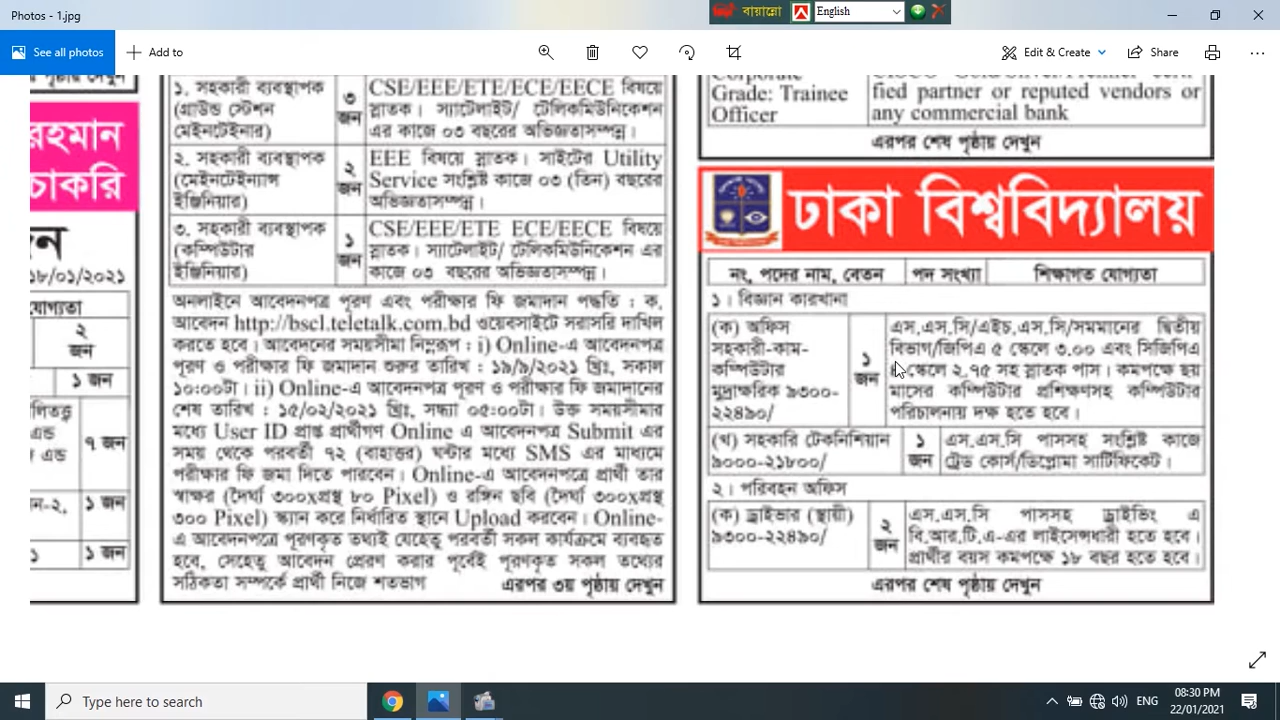 Photos - 1.jpg
বায়ান্নো
English
See all photos
Add to
Edit & Create
Share
পৃষ্ঠায় দেখুন
রহমান
চাকরি
১৮/০১/২০২১
যোগ্যতা
২
জন
১ জন
৭ জন
১ জন
১
১ জন
সহকারী ব্যবস্থাপক
(গ্রাউন্ড স্টেশন
৩
জন
CSE/EEE/ETE/ECE/EECE বিষয়ে
স্নাতক। স্যাটেলাইট/ টেলিকমিউনিকেশন
এর কাজে ০৩ বছরের অভিজ্ঞতাসম্পন্ন।
২. সহকারী ব্যবস্থাপক
(মেইনটেইন্যান্স
ইঞ্জিনিয়ার)
২
জন
EEE বিষয়ে স্নাতক। সাইটের Utility
Service সংশ্লিষ্ট কাজে ০৩ (তিন) বছরের
অভিজ্ঞতাসম্পন্ন।
৩. সহকারী ব্যবস্থাপক
(কম্পিউটার
ইঞ্জিনিয়ার)
১
জন
CSE/EEE/ETE ECE/EECE বিষয়ে
স্নাতক। স্যাটেলাইট/ টেলিকমিউনিকেশন এর
কাজে ০৩ বছরের অভিজ্ঞতাসম্পন্ন।
অনলাইনে আবেদনপত্র পূরণ এবং পরীক্ষার ফি জমাদান পদ্ধতি : ক.
আবেদন http://bscl.teletalk.com.bd ওয়েবসাইটে সরাসরি দাখিল
করতে হবে। আবেদনের সময়সীমা নিম্নরূপ : i) Online-এ আবেদনপত্র
পূরণ ও পরীক্ষার ফি জমাদান শুরুর তারিখ : ১৯/৯/২০২১ খ্রিঃ, সকাল
১০:০০টা। ii) Online-এ আবেদনপত্র পূরণ ও পরীক্ষার ফি জমাদানের
শেষ তারিখ : ১৫/০২/২০২১ খ্রিঃ, সন্ধ্যা ০৫:০০টা। উক্ত সময়সীমার
মধ্যে User ID প্রাপ্ত প্রার্থীগণ Online এ আবেদনপত্র Submit এর
সময় থেকে পরবর্তী ৭২ (বাহাত্তর) ঘন্টার মধ্যে SMS এর মাধ্যমে
পরীক্ষার ফি জমা দিতে পারবেন। Online-এ আবেদনপত্রে প্রার্থী তার
স্বাক্ষর (দৈর্ঘ্য ৩০০xপ্রস্থ ৮০ Pixel) ও রঙ্গিন ছবি (দৈর্ঘ্য ৩০০xপ্রস্থ
৩০০ Pixel) স্ক্যান করে নির্ধারিত স্থানে Upload করবেন। Online-
এ আবেদনপত্রে পূরণকৃত তথ্যই যেহেতু পরবর্তী সকল কার্যক্রমে ব্যবহৃত
হবে, সেহেতু আবেদন প্রেরণ করার পূর্বেই পূরণকৃত সকল তথ্যের
সঠিকতা সম্পর্কে প্রার্থী নিজে শতভাগ এরপর ৩য় পৃষ্ঠায় দেখুন
Corporate
Grade: Trainee
Officer
fied partner or reputed vendors or
any commercial bank
এরপর শেষ পৃষ্ঠায় দেখুন
ঢাকা বিশ্ববিদ্যালয়
নং, পদের নাম, বেতন
পদ সংখ্যা
শিক্ষাগত যোগ্যতা
১। বিজ্ঞান কারখানা
(ক) অফিস
সহকারী-কাম-
কম্পিউটার
মুদ্রাক্ষরিক ৯৩০০-
২২৪৯০/
১
জন
এস.এস.সি/এইচ.এস.সি/সমমানের দ্বিতীয়
বিভাগ/জিপিএ ৫ স্কেলে ৩.০০ এবং সিজিপিএ
স্কেলে ২.৭৫ সহ স্নাতক পাস। কমপক্ষে ছয়
মাসের কম্পিউটার প্রশিক্ষণসহ কম্পিউটার
পরিচালনায় দক্ষ হতে হবে।
(খ) সহকারি টেকনিশিয়ান
৯০০০-২১৮০০/
১
জন
এস.এস.সি পাসসহ সংশ্লিষ্ট কাজে
ট্রেড কোর্স/ডিপ্লোমা সার্টিফিকেট।
২। পরিবহন অফিস
(ক) ড্রাইভার (স্থায়ী)
৯৩০০-২২৪৯০/
২
জন
এস.এস.সি পাসসহ ড্রাইভিং এ
বি.আর.টি.এ-এর লাইসেন্সধারী হতে হবে।
প্রার্থীর বয়স কমপক্ষে ১৮ বছর হতে হবে।
এরপর শেষ পৃষ্ঠায় দেখুন
Type here to search
ENG
08:30 PM
22/01/2021